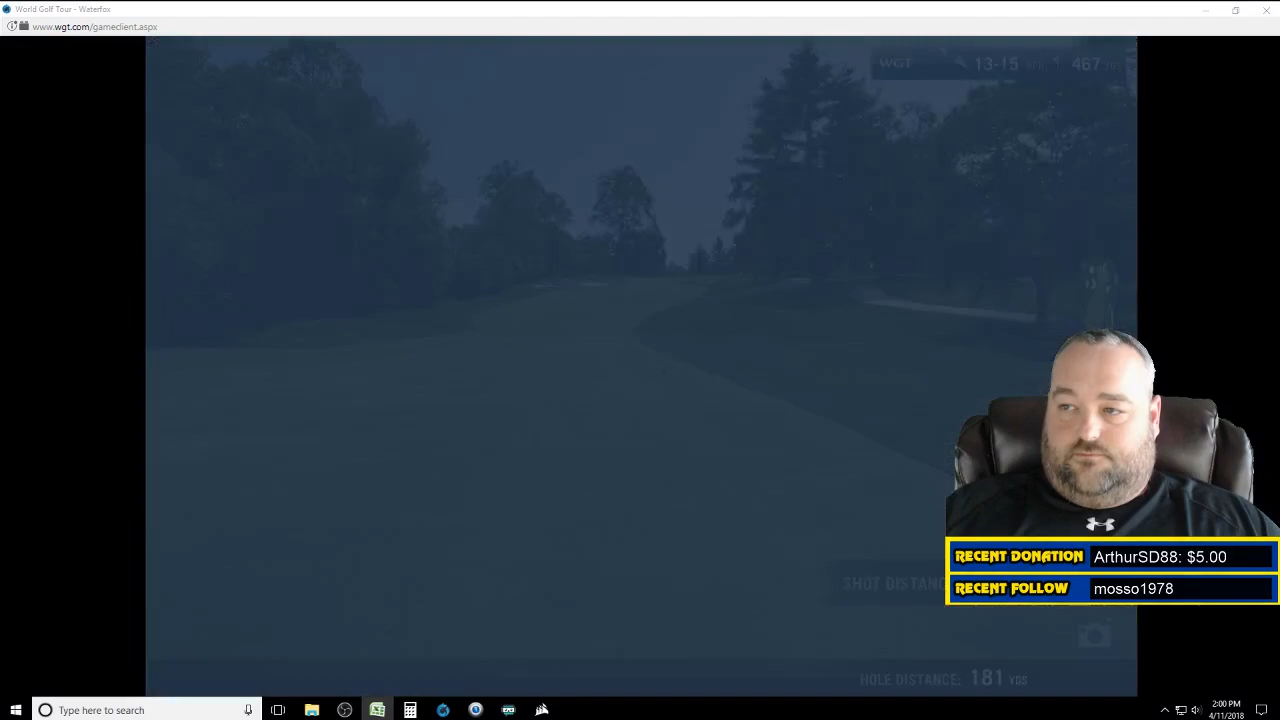 World Golf Tour - Waterfox
www.wgt.com/gameclient.aspx
WGT 13-15 467
SHOT DISTANC
RECENT DONATION ArthurSD88: $5.00
RECENT FOLLOW mosso1978
HOLE DISTANCE: 181 YDS
Type here to search
2:00 PM
4/11/2018